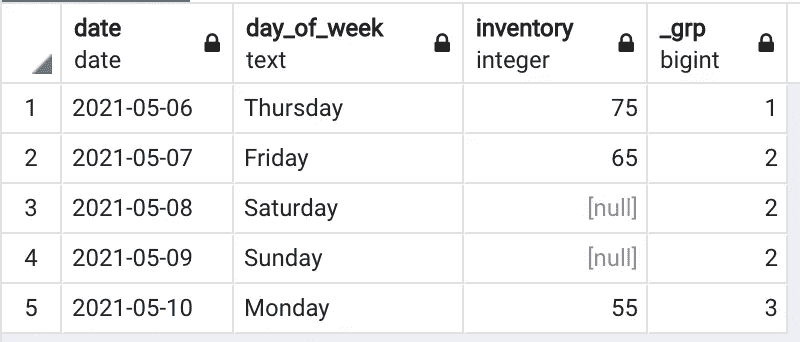 date day_of_week inventory _grp
date text integer bigint
1 2021-05-06 Thursday 75 1
2 2021-05-07 Friday 65 2
3 2021-05-08 Saturday [null] 2
4 2021-05-09 Sunday [null] 2
5 2021-05-10 Monday 55 3